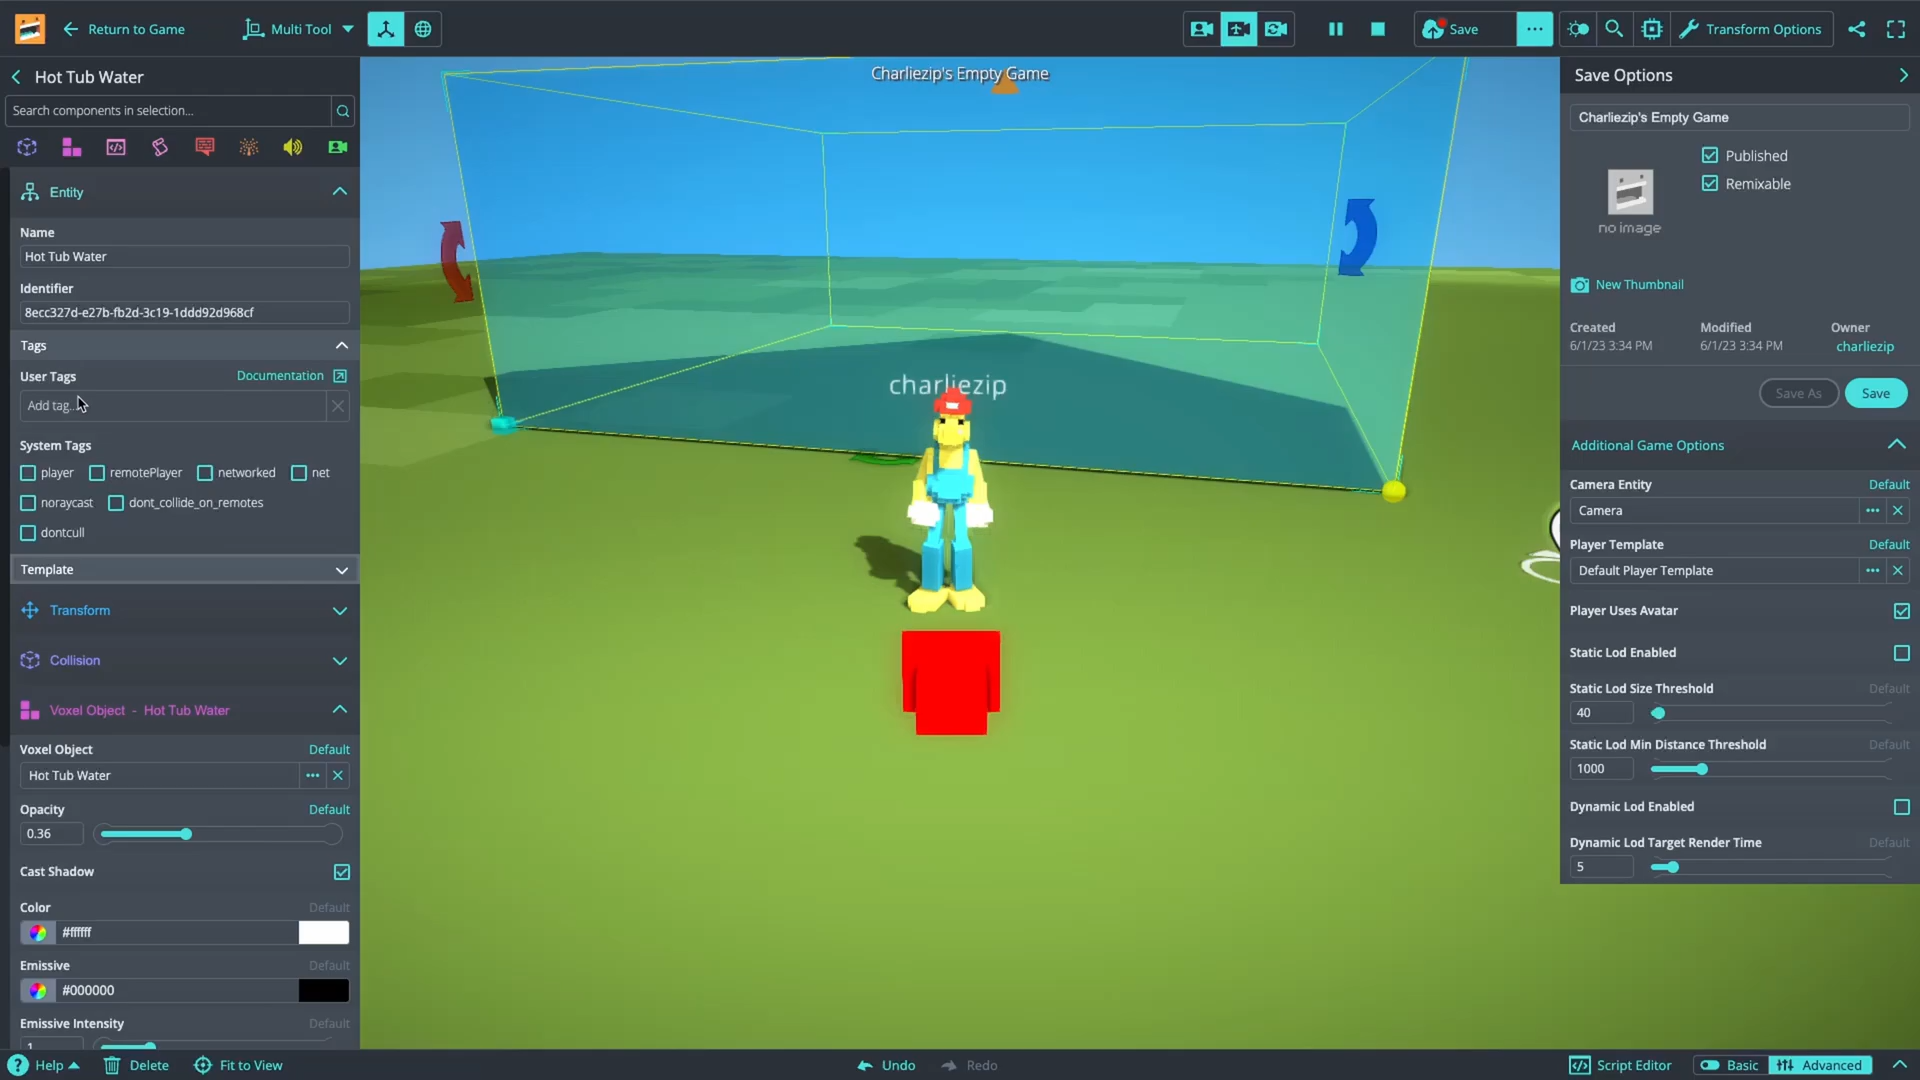 Return to Game
Multi Tool
Save
Transform Options
Hot Tub Water
Search components in selection...
Entity
Name
Hot Tub Water
Identifier
8ecc327d-e27b-fb2d-3c19-1ddd92d968cf
Tags
User Tags
Documentation
Add tag...
System Tags
player
remotePlayer
networked
net
noraycast
dont_collide_on_remotes
dontcull
Template
Transform
Collision
Voxel Object - Hot Tub Water
Voxel Object
Default
Hot Tub Water
Opacity
Default
0.36
Cast Shadow
Color
Default
#ffffff
Emissive
Default
#000000
Emissive Intensity
Default
1
Charliezip's Empty Game
charliezip
Save Options
Charliezip's Empty Game
Published
Remixable
no image
New Thumbnail
Created
Modified
Owner
6/1/23 3:34 PM
6/1/23 3:34 PM
charliezip
Save As
Save
Additional Game Options
Camera Entity
Default
Camera
Player Template
Default
Default Player Template
Player Uses Avatar
Static Lod Enabled
Static Lod Size Threshold
Default
40
Static Lod Min Distance Threshold
Default
1000
Dynamic Lod Enabled
Dynamic Lod Target Render Time
Default
5
Help
Delete
Fit to View
Undo
Redo
Script Editor
Basic
Advanced